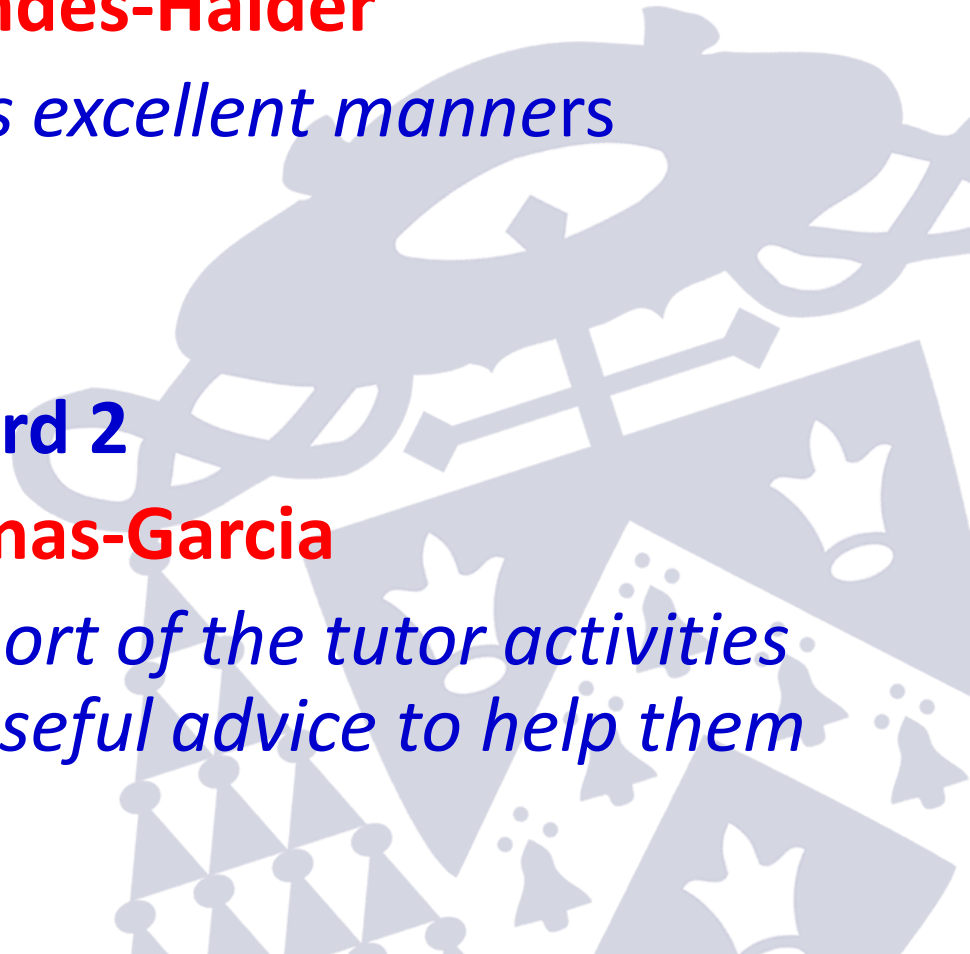 ndes-Halder
s excellent manners
rd 2
mas-Garcia
ort of the tutor activities
seful advice to help them